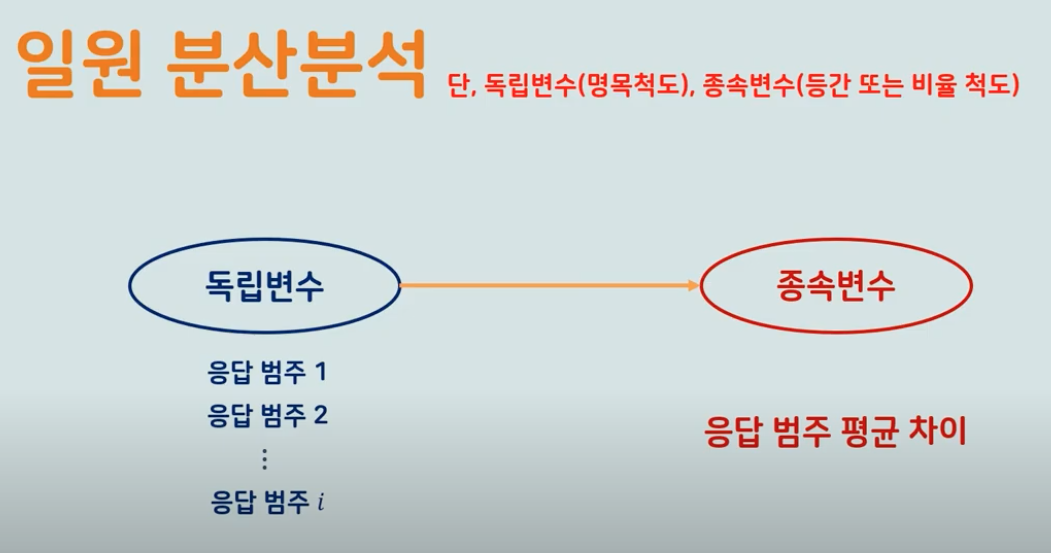 일원 분산분석
단, 독립변수(명목척도), 종속변수(등간 또는 비율 척도)
독립변수
종속변수
응답 범주 1
응답 범주 2
⋮
응답 범주 i
응답 범주 평균 차이